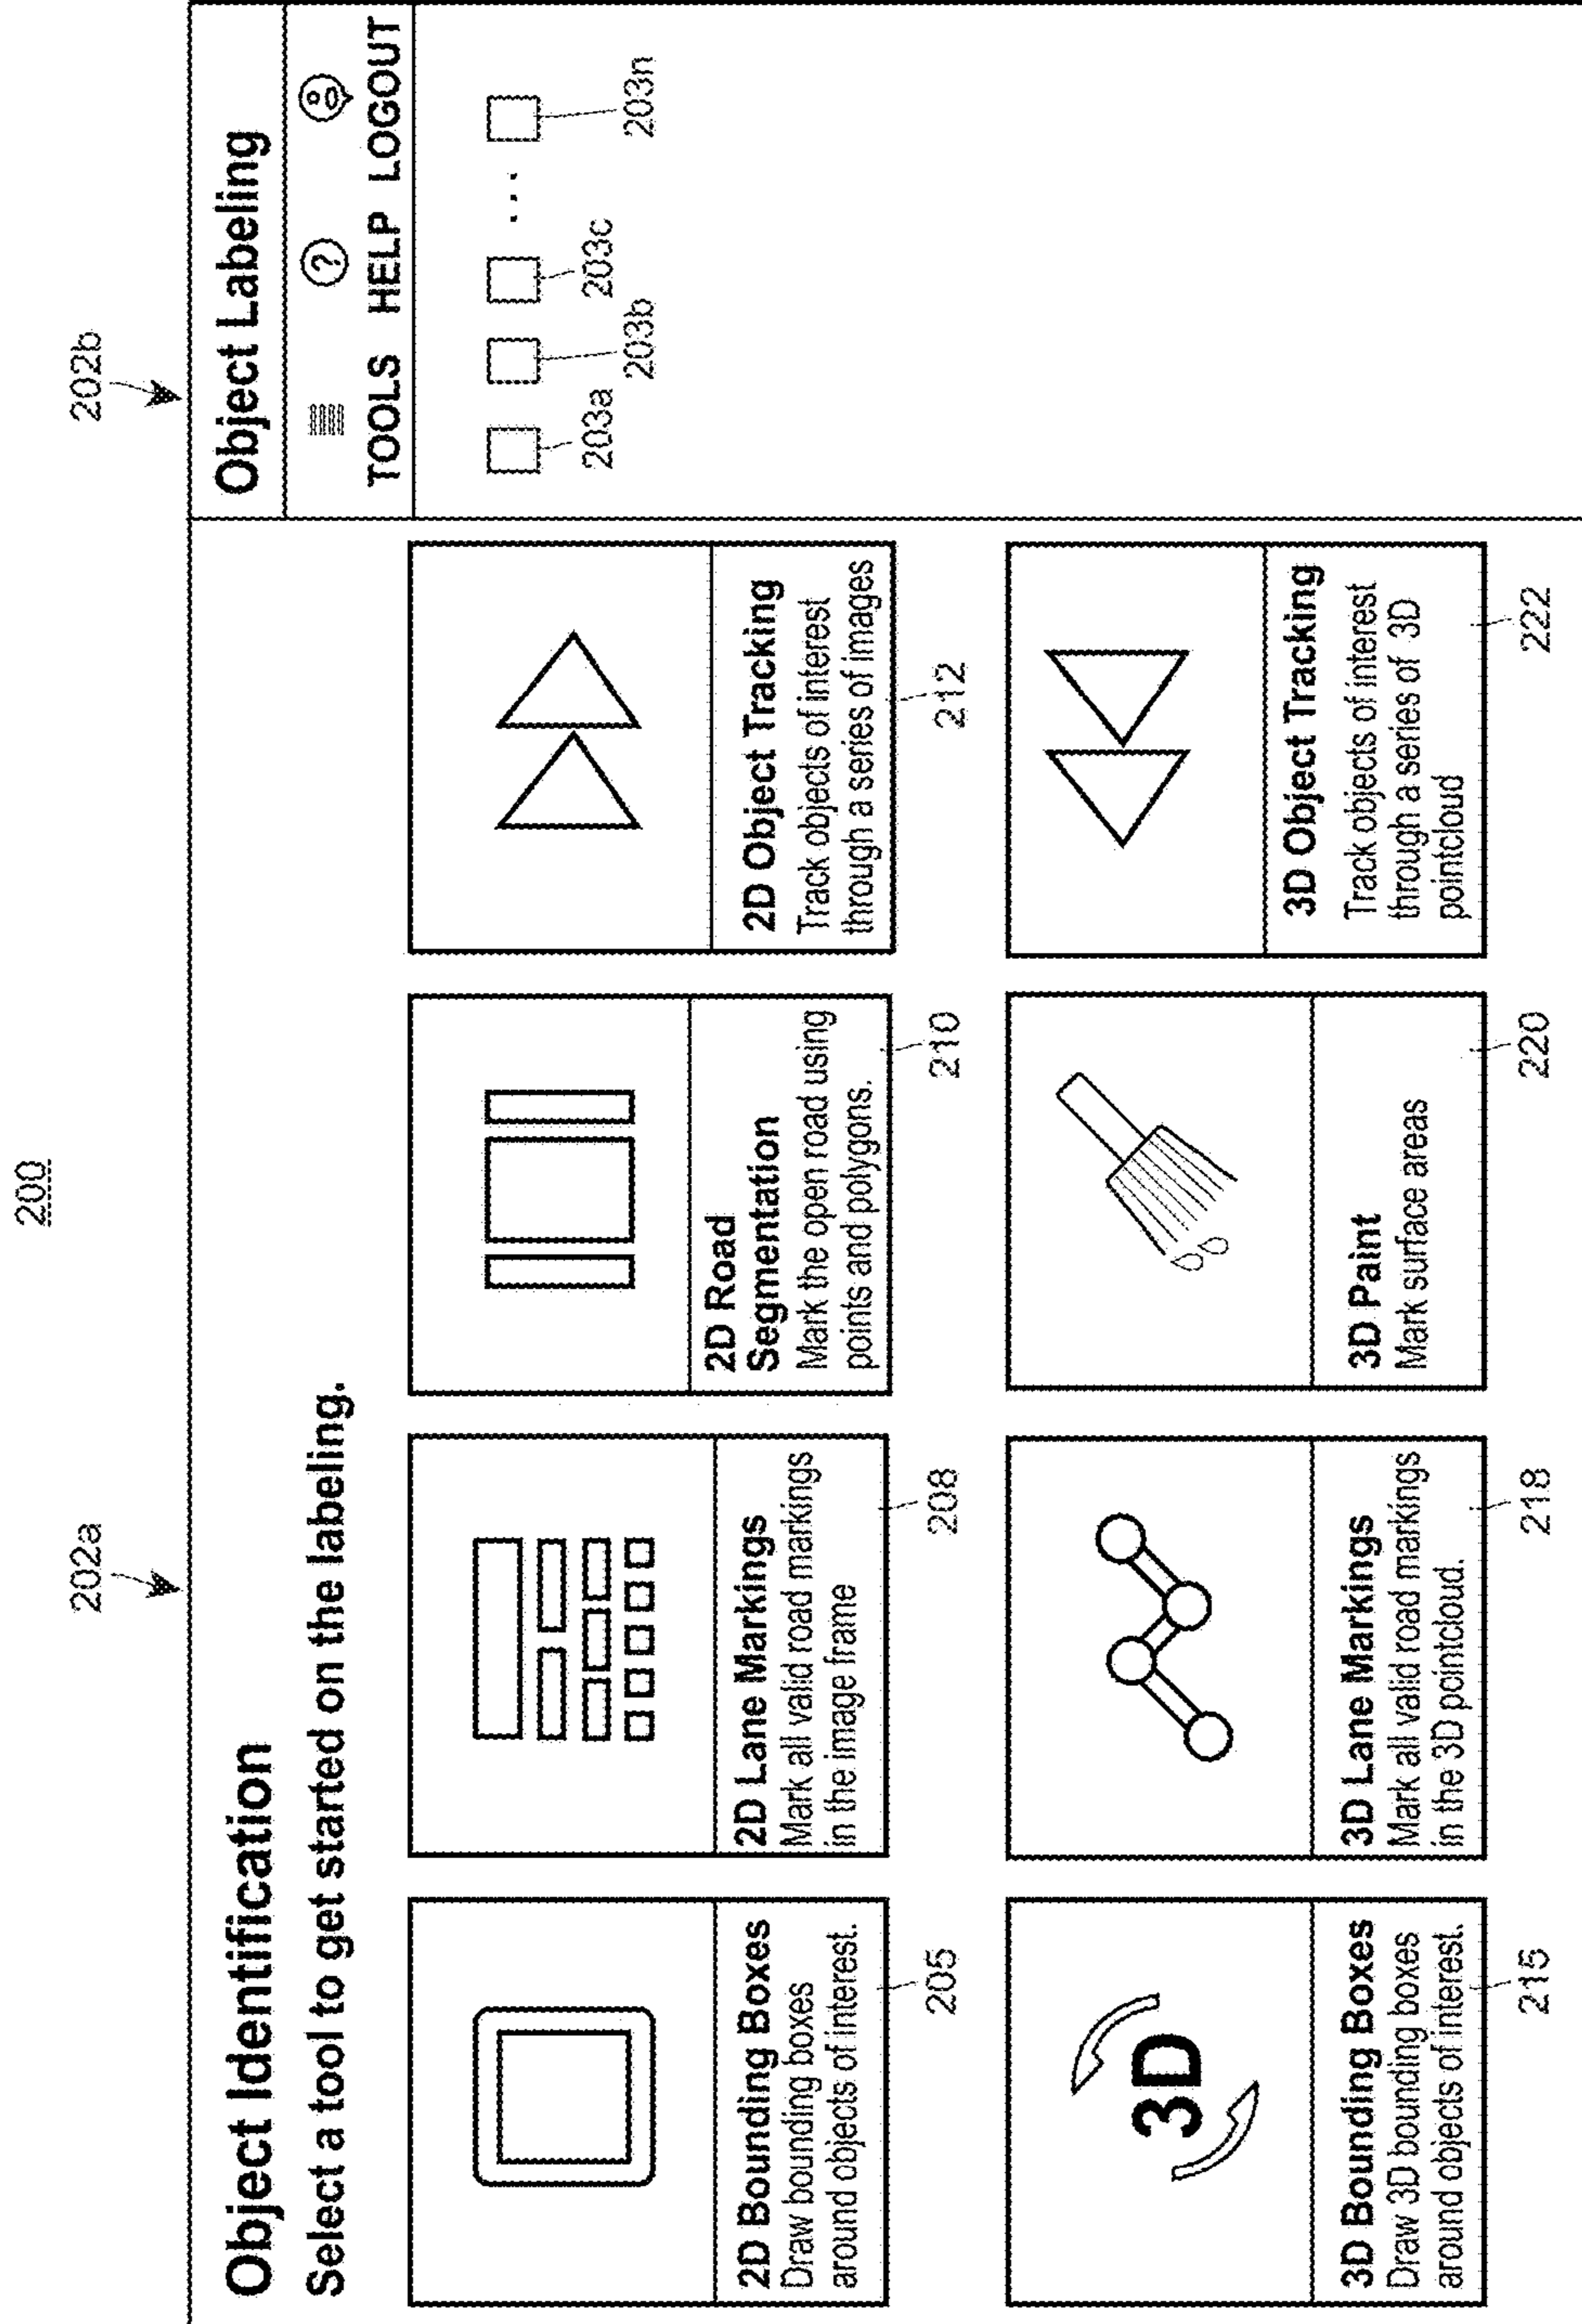 200
202a
202b
Object Identification
Select a tool to get started on the labeling.
2D Bounding Boxes
Draw bounding boxes
around objects of interest.
205
2D Lane Markings
Mark all valid road markings
in the image frame
208
2D Road
Segmentation
Mark the open road using
points and polygons.
210
2D Object Tracking
Track objects of interest
through a series of images
212
3D
3D Bounding Boxes
Draw 3D bounding boxes
around objects of interest.
215
3D Lane Markings
Mark all valid road markings
in the 3D pointcloud.
218
3D Paint
Mark surface areas
220
3D Object Tracking
Track objects of interest
through a series of 3D
pointcloud
222
Object Labeling
?
TOOLS HELP LOGOUT
...
203a
203b
203c
203n